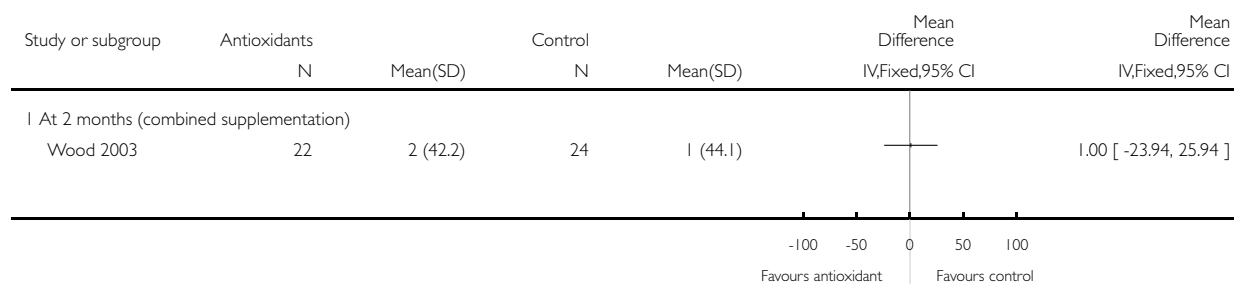 Study or subgroup Antioxidants Control Mean Difference Mean Difference
N Mean(SD) N Mean(SD) IV,Fixed,95% CI IV,Fixed,95% CI
1 At 2 months (combined supplementation)
Wood 2003 22 2 (42.2) 24 1 (44.1) 1.00 [ -23.94, 25.94 ]
-100 -50 0 50 100
Favours antioxidant Favours control